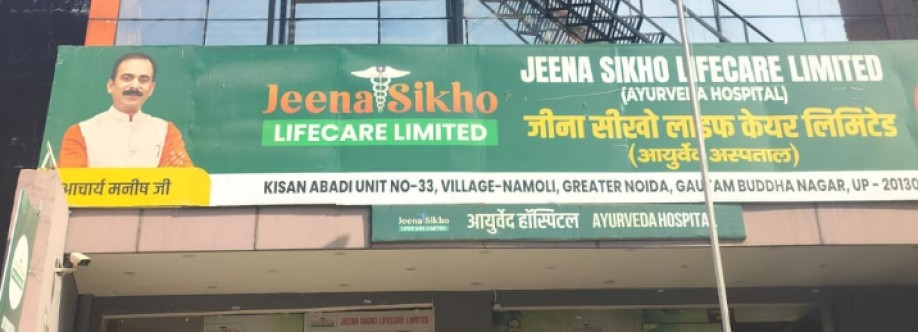 Jeena Sikho
LIFECARE LIMITED
JEENA SIKHO LIFECARE LIMITED
(AYURVEDA HOSPITAL)
जीना सीखो लाइफ केयर लिमिटेड
(आयुर्वेद अस्पताल)
आचार्य मनीष जी
KISAN ABADI UNIT NO-33, VILLAGE-NAMOLI, GREATER NOIDA, GAUTAM BUDDHA NAGAR, UP - 20130
Jeena Sikho
LIFECARE LIMITED
आयुर्वेद हॉस्पिटल AYURVEDA HOSPITAL
JEENA SIKHO LIFECARE LIMITED